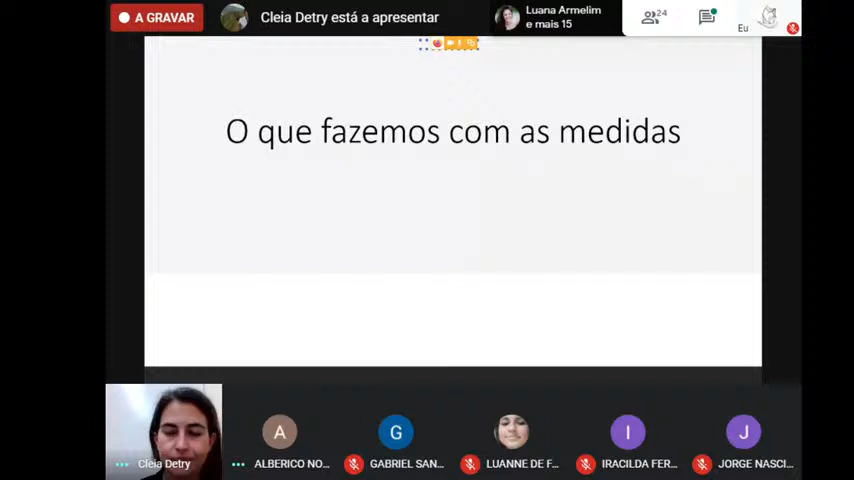 A GRAVAR
Cleia Detry está a apresentar
Luana Armelim
e mais 15
24
Eu
O que fazemos com as medidas
Cleia Detry
A
ALBERICO NO...
G
GABRIEL SAN...
LUANNE DE F...
I
IRACILDA FER...
J
JORGE NASCI...